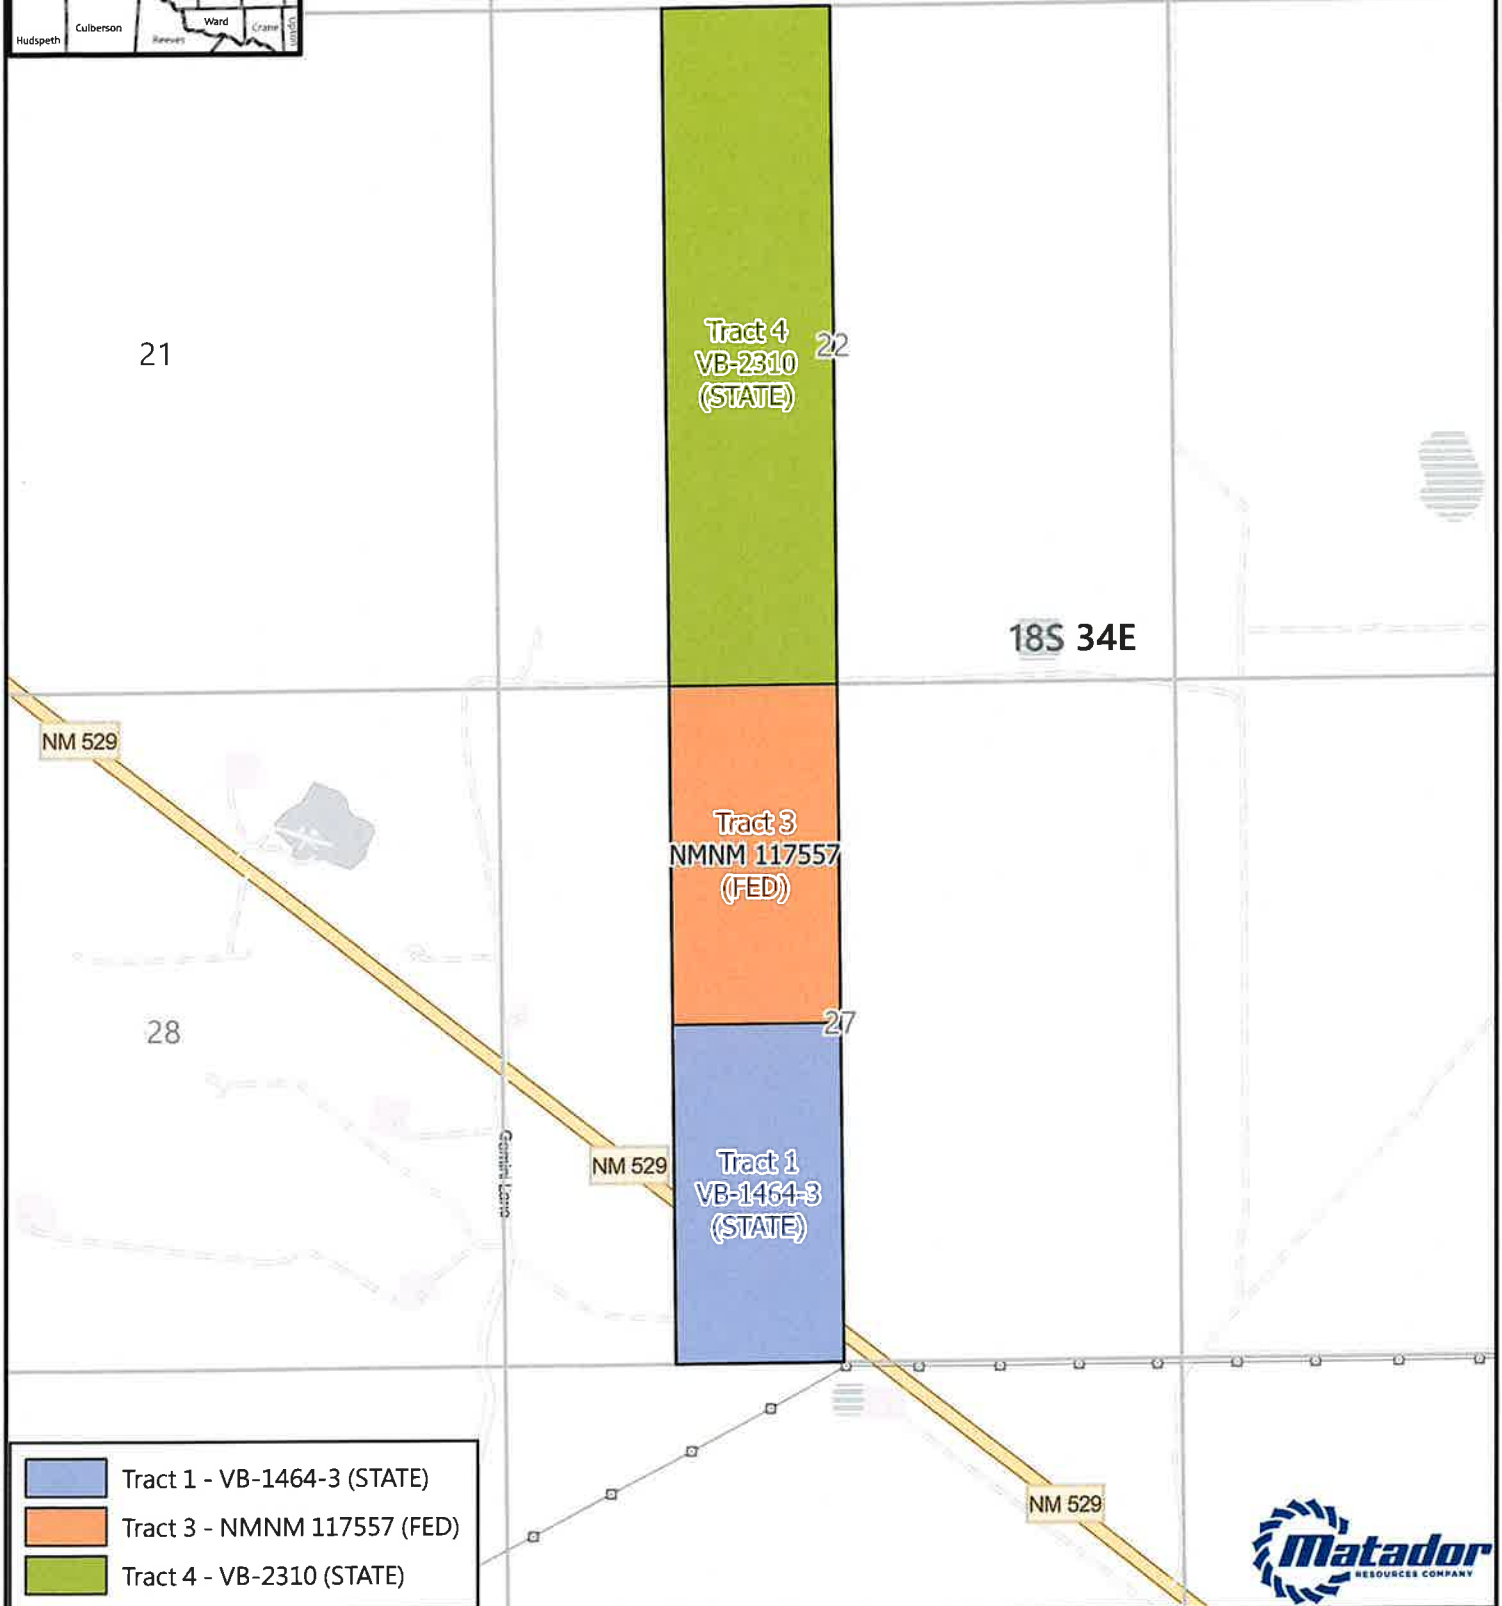 Hudspeth
Culberson
Reeves
Ward
Crane
Upton
21
Tract 4
VB-2310
(STATE)
22
18S 34E
NM 529
Tract 3
NMNM 117557
(FED)
27
28
Gemini Lane
NM 529
Tract 1
VB-1464-3
(STATE)
Tract 1 - VB-1464-3 (STATE)
Tract 3 - NMNM 117557 (FED)
Tract 4 - VB-2310 (STATE)
NM 529
Matador
RESOURCES COMPANY